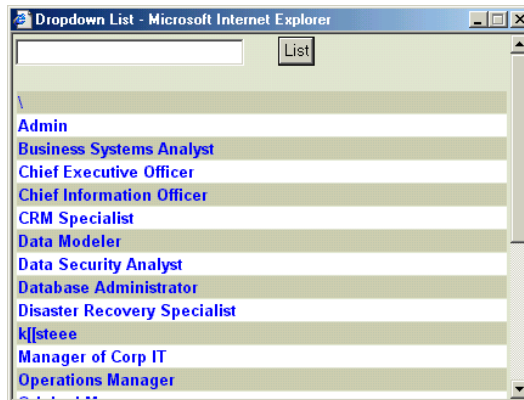 Dropdown List - Microsoft Internet Explorer
List
\
Admin
Business Systems Analyst
Chief Executive Officer
Chief Information Officer
CRM Specialist
Data Modeler
Data Security Analyst
Database Administrator
Disaster Recovery Specialist
k[[steee
Manager of Corp IT
Operations Manager